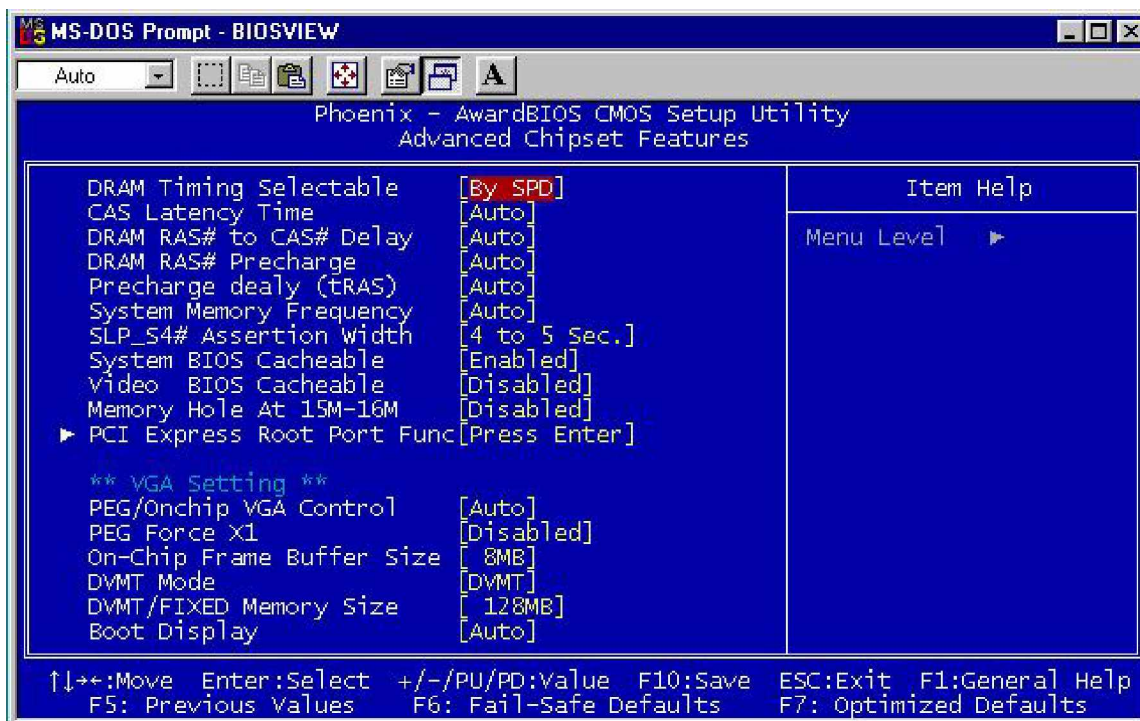 MS-DOS Prompt - BIOSVIEW
Auto
A
Phoenix - AwardBIOS CMOS Setup Utility
Advanced Chipset Features
DRAM Timing Selectable [By SPD]
CAS Latency Time [Auto]
DRAM RAS# to CAS# Delay [Auto]
DRAM RAS# Precharge [Auto]
Precharge dealy (tRAS) [Auto]
System Memory Frequency [Auto]
SLP_S4# Assertion Width [4 to 5 Sec.]
System BIOS Cacheable [Enabled]
Video BIOS Cacheable [Disabled]
Memory Hole At 15M-16M [Disabled]
► PCI Express Root Port Func[Press Enter]
** VGA Setting **
PEG/Onchip VGA Control [Auto]
PEG Force X1 [Disabled]
On-Chip Frame Buffer Size [ 8MB]
DVMT Mode [DVMT]
DVMT/FIXED Memory Size [ 128MB]
Boot Display [Auto]
Item Help
Menu Level ►
↑↓→←:Move Enter:Select +/-/PU/PD:Value F10:Save ESC:Exit F1:General Help
F5: Previous Values F6: Fail-Safe Defaults F7: Optimized Defaults